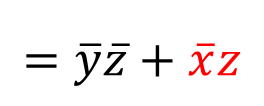 = ȳz̄ + x̄z